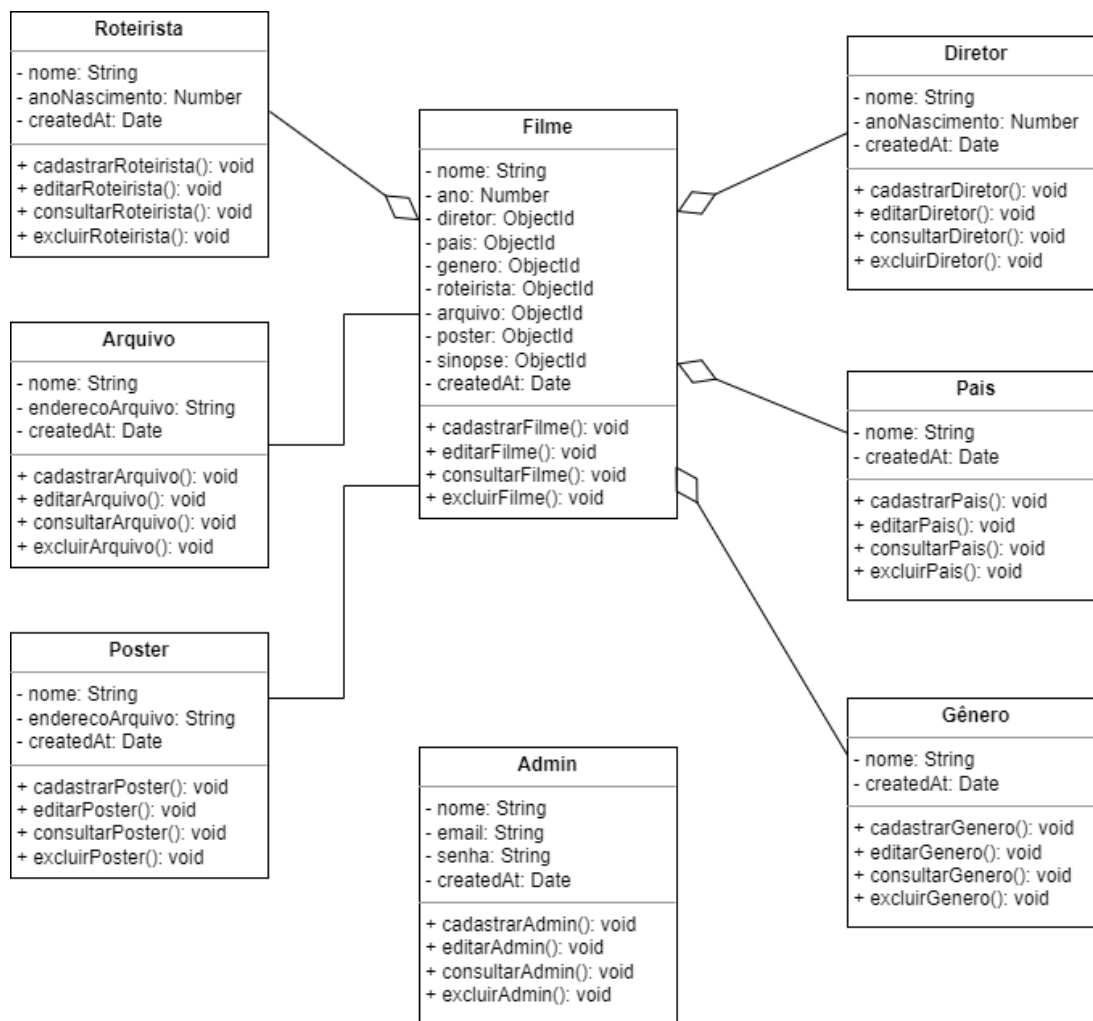 Roteirista
- nome: String
- anoNascimento: Number
- createdAt: Date
+ cadastrarRoteirista(): void
+ editarRoteirista(): void
+ consultarRoteirista(): void
+ excluirRoteirista(): void
Arquivo
- nome: String
- enderecoArquivo: String
- createdAt: Date
+ cadastrarArquivo(): void
+ editarArquivo(): void
+ consultarArquivo(): void
+ excluirArquivo(): void
Poster
- nome: String
- enderecoArquivo: String
- createdAt: Date
+ cadastrarPoster(): void
+ editarPoster(): void
+ consultarPoster(): void
+ excluirPoster(): void
Filme
- nome: String
- ano: Number
- diretor: ObjectId
- pais: ObjectId
- genero: ObjectId
- roteirista: ObjectId
- arquivo: ObjectId
- poster: ObjectId
- sinopse: ObjectId
- createdAt: Date
+ cadastrarFilme(): void
+ editarFilme(): void
+ consultarFilme(): void
+ excluirFilme(): void
Admin
- nome: String
- email: String
- senha: String
- createdAt: Date
+ cadastrarAdmin(): void
+ editarAdmin(): void
+ consultarAdmin(): void
+ excluirAdmin(): void
Diretor
- nome: String
- anoNascimento: Number
- createdAt: Date
+ cadastrarDiretor(): void
+ editarDiretor(): void
+ consultarDiretor(): void
+ excluirDiretor(): void
Pais
- nome: String
- createdAt: Date
+ cadastrarPais(): void
+ editarPais(): void
+ consultarPais(): void
+ excluirPais(): void
Gênero
- nome: String
- createdAt: Date
+ cadastrarGenero(): void
+ editarGenero(): void
+ consultarGenero(): void
+ excluirGenero(): void